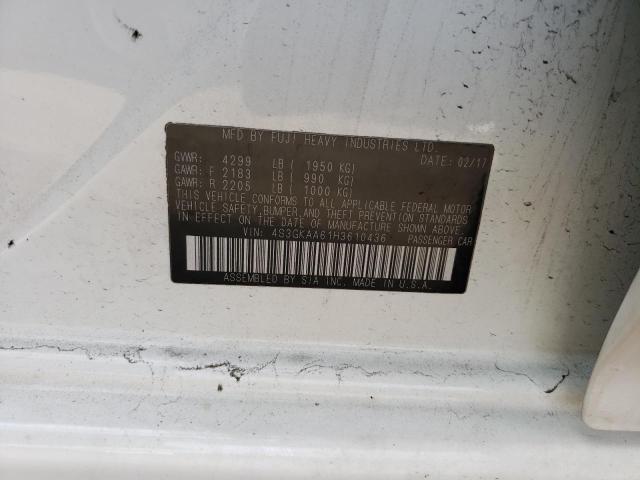 MFD BY FUJI HEAVY INDUSTRIES LTD.
DATE: 02/17
GVWR: 4299 LB ( 1950 KG)
GAWR: F 2183 LB ( 990 KG)
GAWR: R 2205 LB ( 1000 KG)
THIS VEHICLE CONFORMS TO ALL APPLICABLE FEDERAL MOTOR
VEHICLE SAFETY, BUMPER, AND THEFT PREVENTION STANDARDS
IN EFFECT ON THE DATE OF MANUFACTURE SHOWN ABOVE.
VIN: 4S3GKAA61H3610436 PASSENGER CAR
ASSEMBLED BY SIA INC. MADE IN U.S.A.